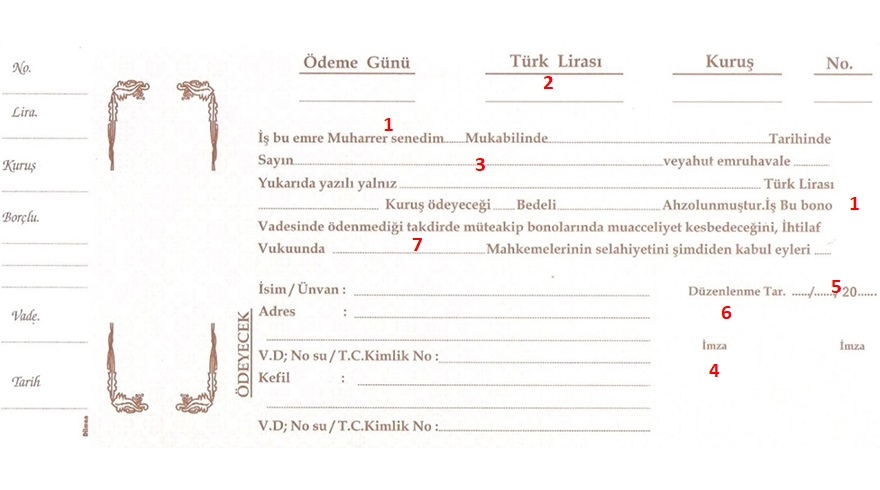 No.
Lira.
Kuruş
Borçlu.
Vade.
Tarih
Dilman
Ödeme Günü Türk Lirası Kuruş No.
2
1
İş bu emre Muharrer senedim.....Mukabilinde...........Tarihinde
Sayın...........veyahut emruhavale.........
3
Yukarıda yazılı yalnız...........Türk Lirası
...........Kuruş ödeyeceği......Bedeli...........Ahzolunmuştur.İş Bu bono 1
Vadesinde ödenmediği takdirde müteakip bonolarında muacceliyet kesbedeceğini, İhtilaf
Vukuunda...........Mahkemelerinin selahiyetini şimdiden kabul eyleri.....
7
ÖDEYECEK
İsim / Ünvan :
Adres :
V.D; No su / T.C.Kimlik No :
Kefil :
V.D; No su / T.C.Kimlik No :
Düzenlenme Tar. ...../...../20......
5
6
İmza İmza
4